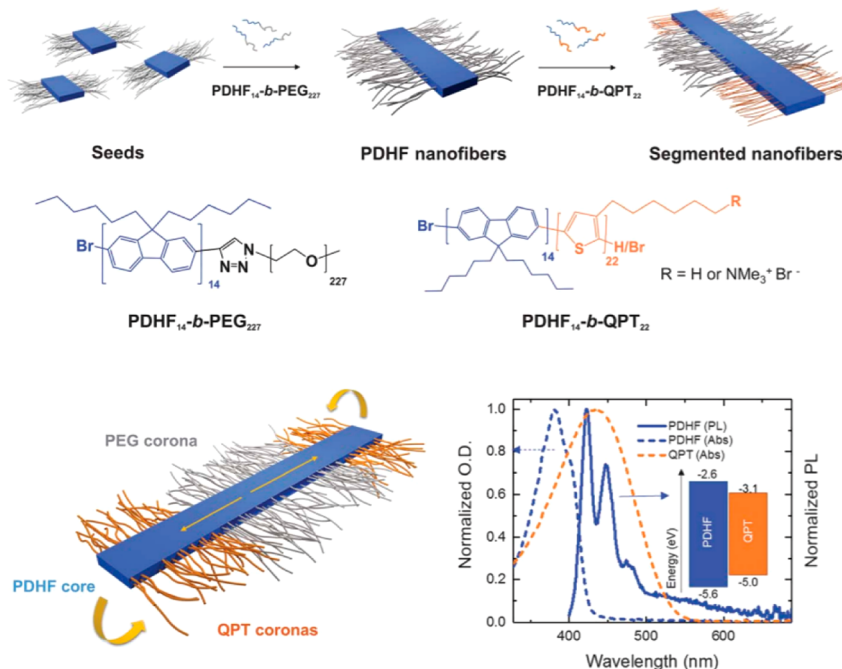 PDHF₁₄-b-PEG₂₂₇
PDHF₁₄-b-QPT₂₂
Seeds
PDHF nanofibers
Segmented nanofibers
Br
14
N
N=N
O
227
PDHF₁₄-b-PEG₂₂₇
Br
14
S
22
H/Br
R
R = H or NMe₃⁺ Br⁻
PDHF₁₄-b-QPT₂₂
PEG corona
PDHF core
QPT coronas
Normalized O.D.
1.0
0.8
0.6
0.4
0.2
0.0
PDHF (PL)
PDHF (Abs)
QPT (Abs)
Energy (eV)
-2.6
-3.1
PDHF
QPT
-5.0
-5.6
Normalized PL
400
500
600
Wavelength (nm)